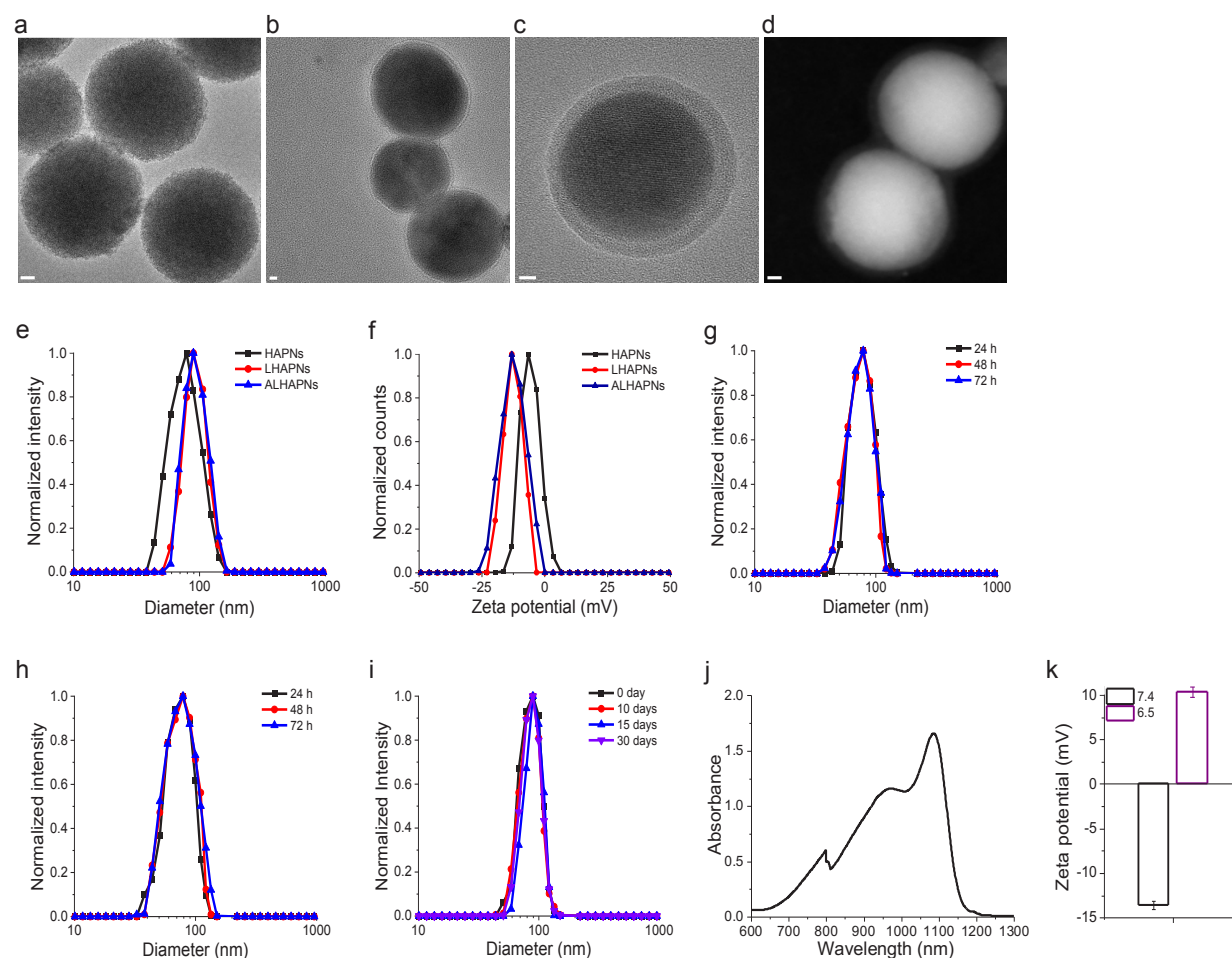 a
b
c
d
e
Normalized intensity
1.0
0.8
0.6
0.4
0.2
0.0
HAPNs
LHAPNs
ALHAPNs
10 100 1000
Diameter (nm)
f
Normalized counts
1.0
0.8
0.6
0.4
0.2
0.0
HAPNs
LHAPNs
ALHAPNs
-50 -25 0 25 50
Zeta potential (mV)
g
Normalized intensity
1.0
0.8
0.6
0.4
0.2
0.0
24 h
48 h
72 h
10 100 1000
Diameter (nm)
h
Normalized Intensity
1.0
0.8
0.6
0.4
0.2
0.0
24 h
48 h
72 h
10 100 1000
Diameter (nm)
i
Normalized Intensity
1.0
0.8
0.6
0.4
0.2
0.0
0 day
10 days
15 days
30 days
10 100 1000
Diameter (nm)
j
Absorbance
2.0
1.5
1.0
0.5
0.0
600 700 800 900 1000 1100 1200 1300
Wavelength (nm)
k
Zeta potential (mV)
10
5
0
-5
-10
-15
7.4
6.5